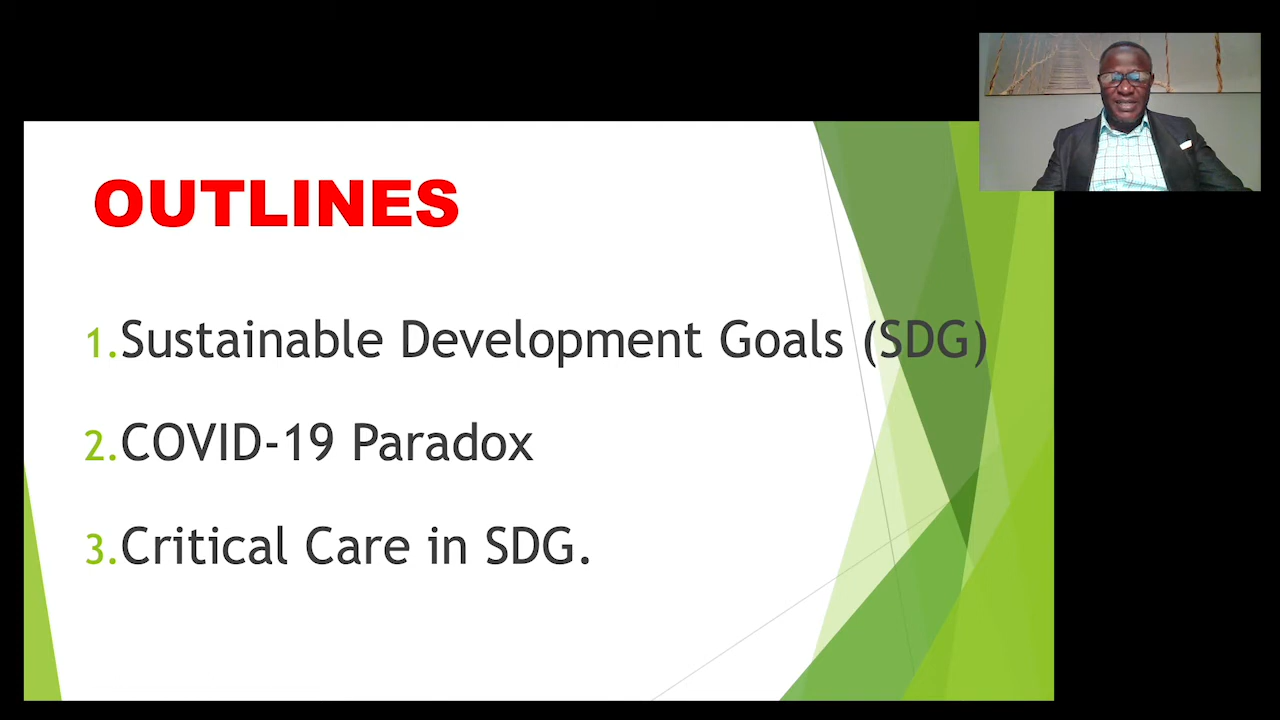 OUTLINES
1.Sustainable Development Goals (SDG)
2.COVID-19 Paradox
3.Critical Care in SDG.